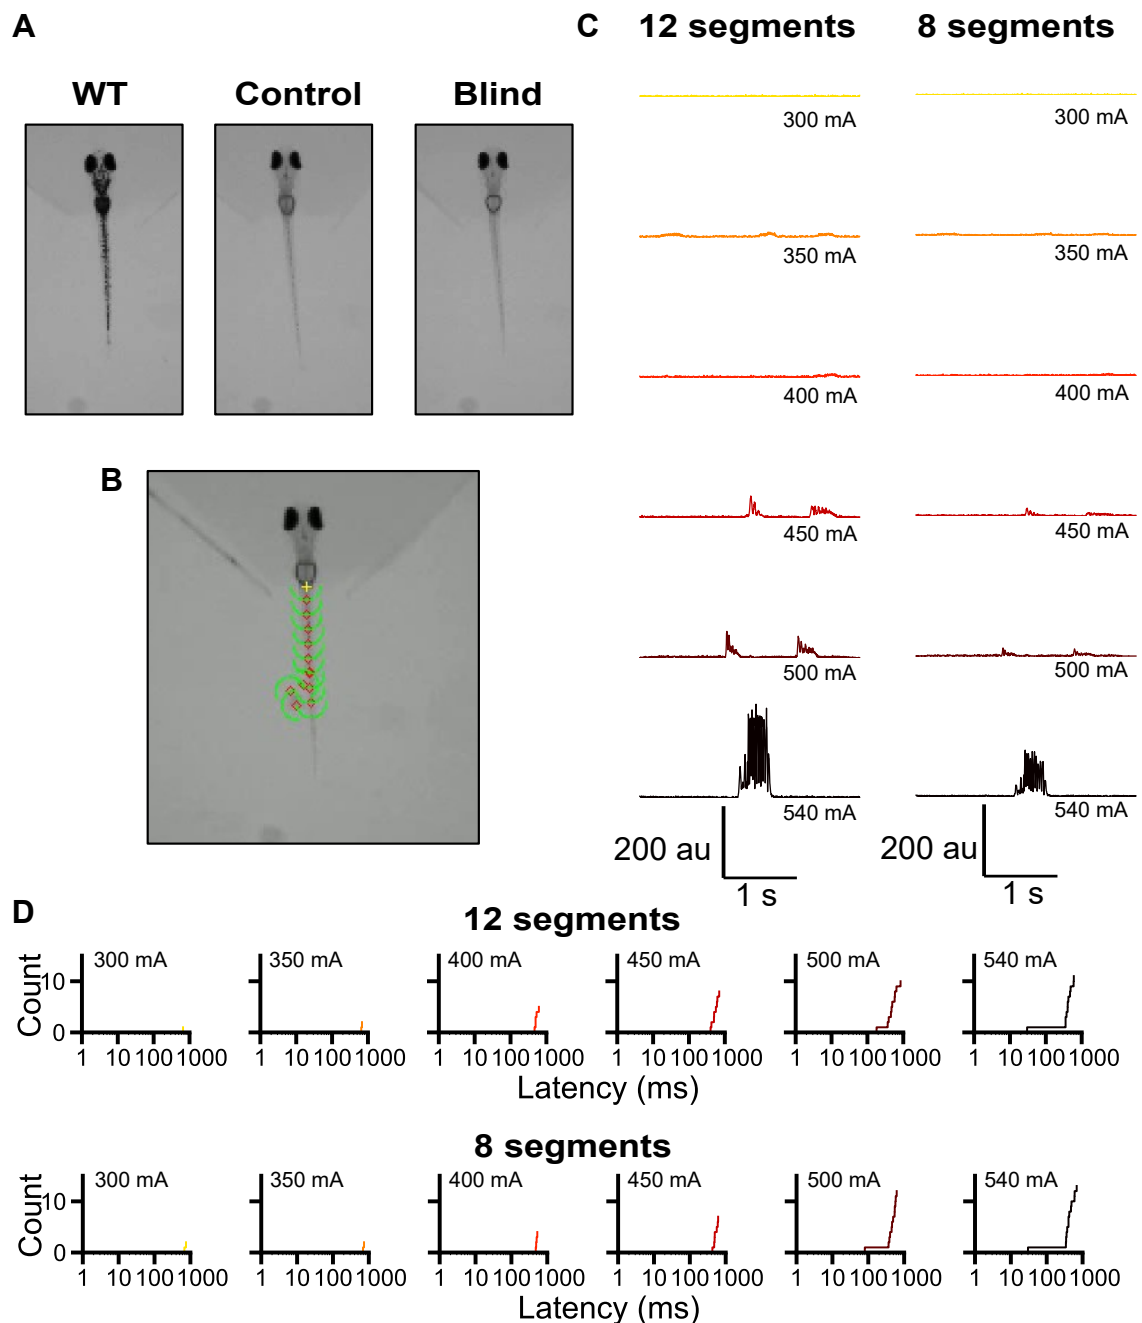 A
WT
Control
Blind
B
C
12 segments
8 segments
300 mA
300 mA
350 mA
350 mA
400 mA
400 mA
450 mA
450 mA
500 mA
500 mA
540 mA
540 mA
200 au
1 s
200 au
1 s
D
12 segments
Count
10
0
300 mA
350 mA
400 mA
450 mA
500 mA
540 mA
1 10 100 1000
1 10 100 1000
1 10 100 1000
1 10 100 1000
1 10 100 1000
1 10 100 1000
Latency (ms)
8 segments
Count
10
0
300 mA
350 mA
400 mA
450 mA
500 mA
540 mA
1 10 100 1000
1 10 100 1000
1 10 100 1000
1 10 100 1000
1 10 100 1000
1 10 100 1000
Latency (ms)